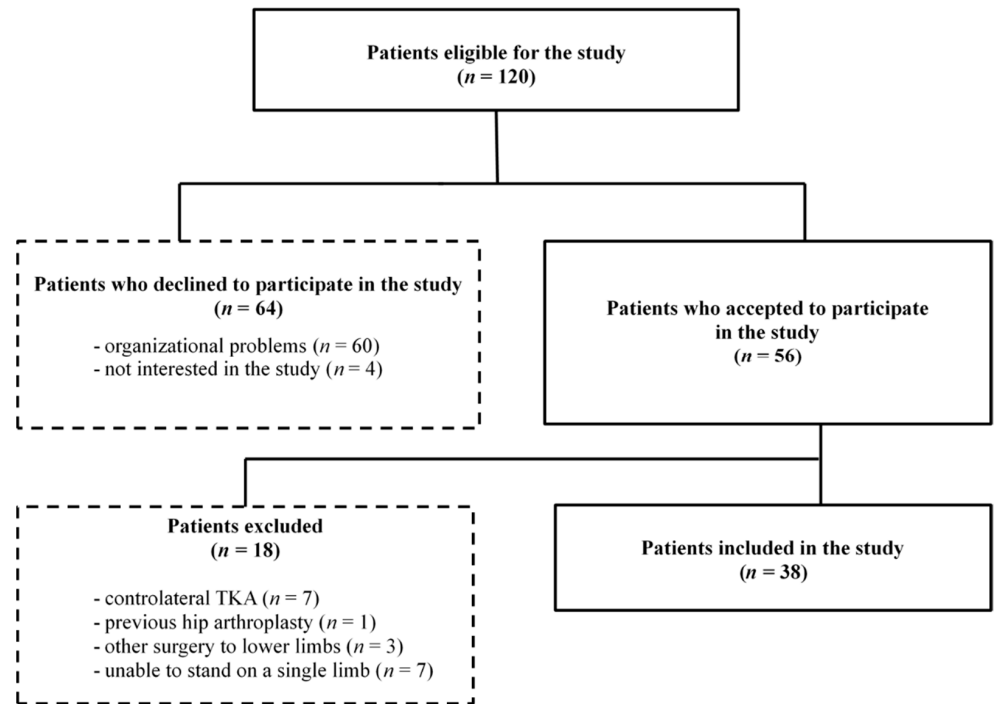 Patients eligible for the study
(n = 120)
Patients who declined to participate in the study
(n = 64)
- organizational problems (n = 60)
- not interested in the study (n = 4)
Patients who accepted to participate
in the study
(n = 56)
Patients excluded
(n = 18)
- controlateral TKA (n = 7)
- previous hip arthroplasty (n = 1)
- other surgery to lower limbs (n = 3)
- unable to stand on a single limb (n = 7)
Patients included in the study
(n = 38)